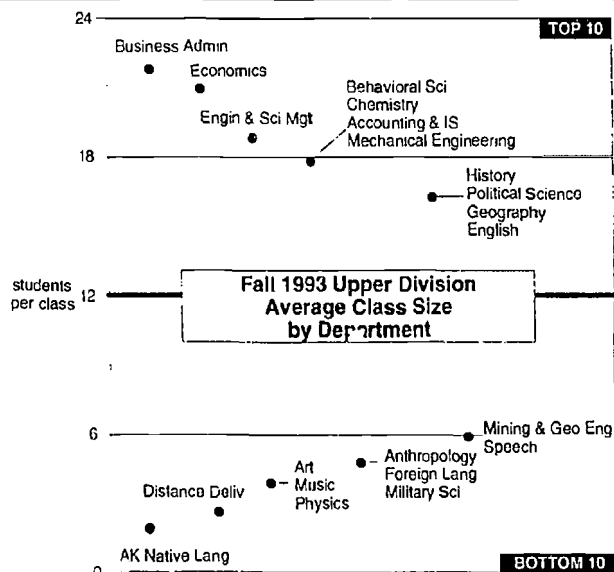 24
TOP 10
Business Admin
Economics
Engin & Sci Mgt
Behavioral Sci
Chemistry
Accounting & IS
Mechanical Engineering
18
History
Political Science
Geography
English
students
per class
12
Fall 1993 Upper Division
Average Class Size
by Department
6
Mining & Geo Eng
Speech
Anthropology
Foreign Lang
Military Sci
Art
Music
Physics
Distance Deliv
AK Native Lang
0
BOTTOM 10